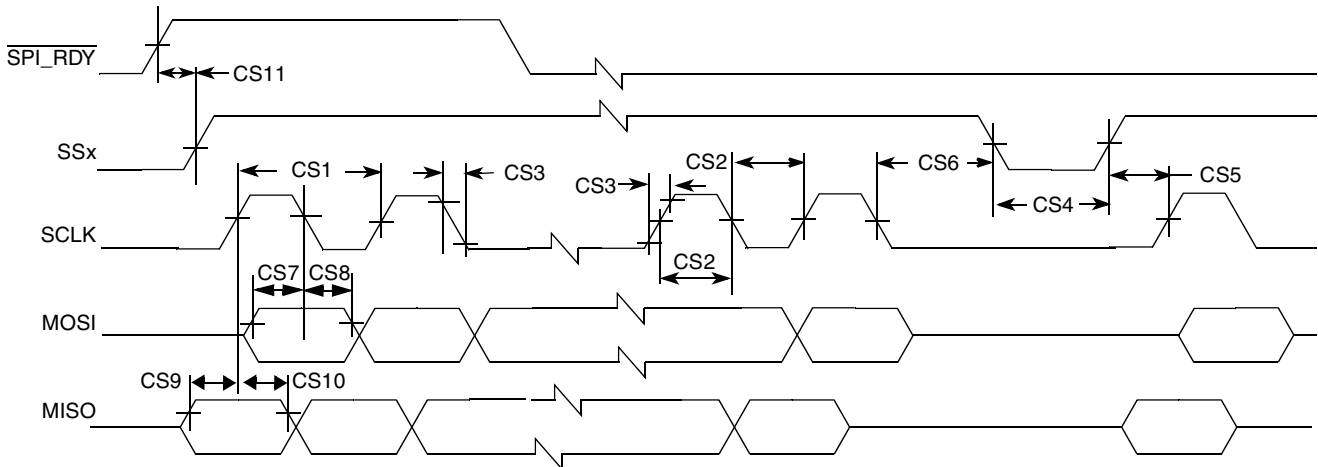 SPI_RDY
CS11
SSx
CS1
CS3
CS3
CS2
CS6
CS5
CS4
SCLK
CS2
CS7
CS8
MOSI
CS9
CS10
MISO